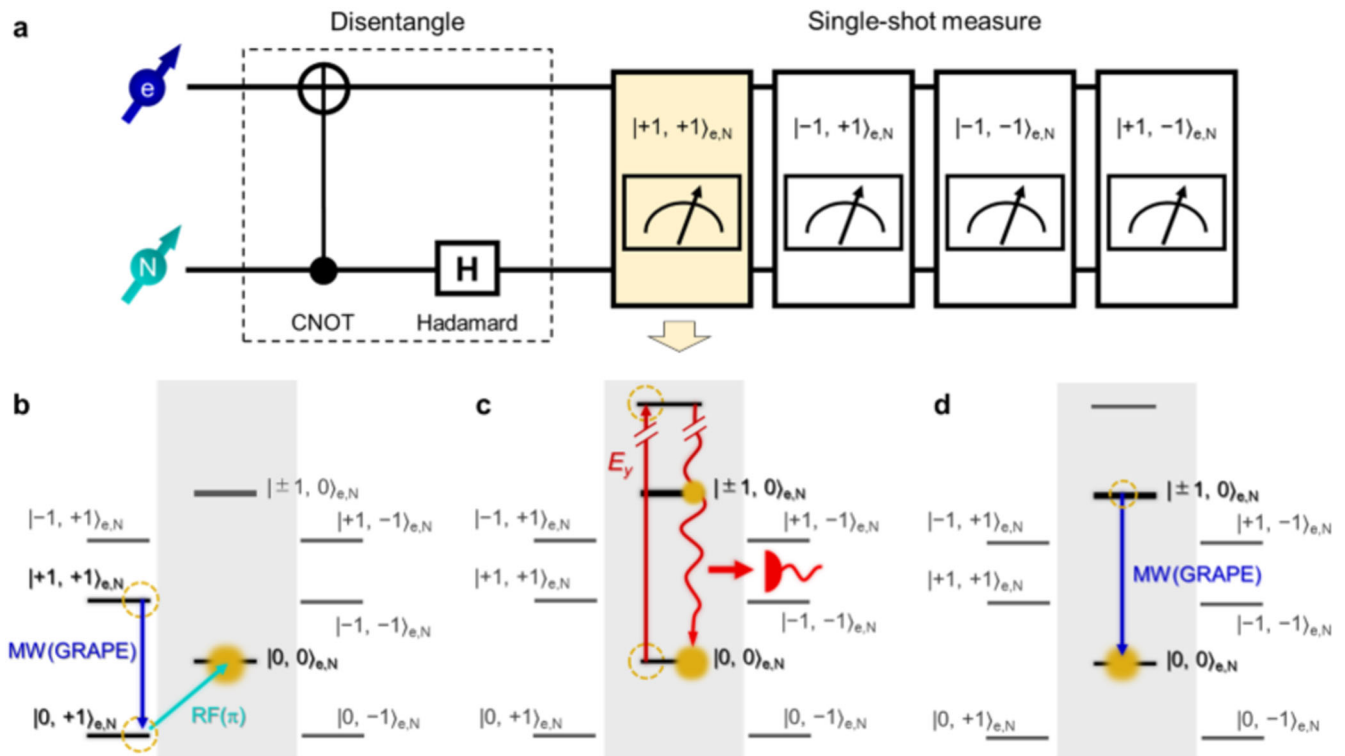 a
Disentangle
Single-shot measure
e
|+1, +1⟩e,N
|−1, +1⟩e,N
|−1, −1⟩e,N
|+1, −1⟩e,N
N
H
CNOT
Hadamard
b
|±1, 0⟩e,N
|−1, +1⟩e,N
|+1, −1⟩e,N
|+1, +1⟩e,N
|−1, −1⟩e,N
MW(GRAPE)
|0, 0⟩e,N
|0, +1⟩e,N
RF(π)
|0, −1⟩e,N
c
Ey
|±1, 0⟩e,N
|−1, +1⟩e,N
|+1, −1⟩e,N
|+1, +1⟩e,N
|−1, −1⟩e,N
|0, 0⟩e,N
|0, +1⟩e,N
|0, −1⟩e,N
d
|±1, 0⟩e,N
|−1, +1⟩e,N
|+1, −1⟩e,N
|+1, +1⟩e,N
MW(GRAPE)
|−1, −1⟩e,N
|0, 0⟩e,N
|0, +1⟩e,N
|0, −1⟩e,N